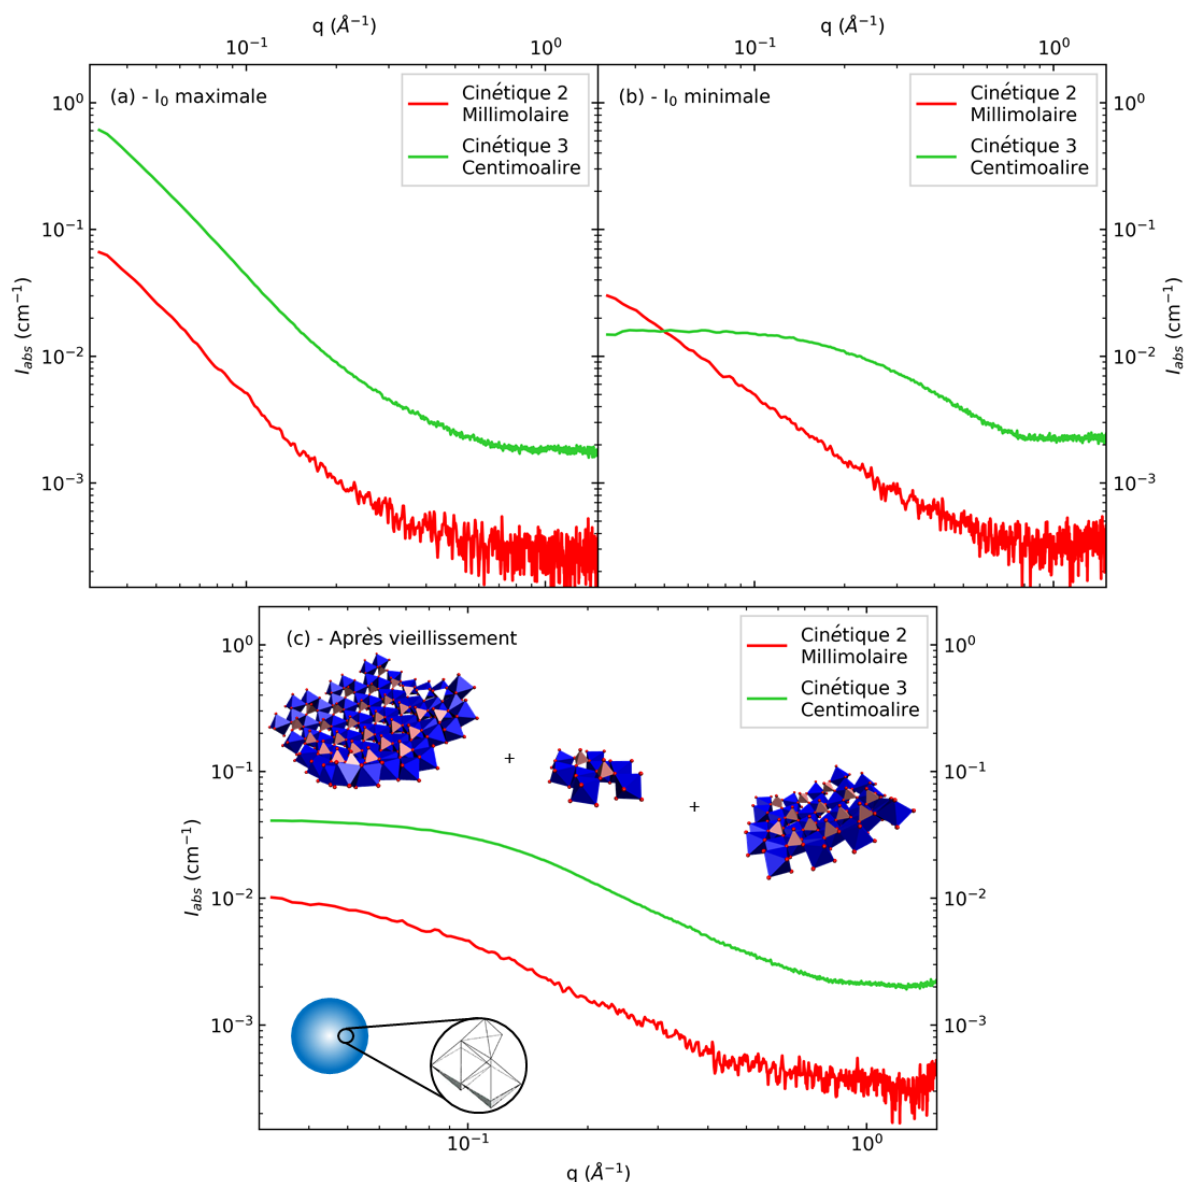 q (Å⁻¹)
10⁻¹ 10⁰
q (Å⁻¹)
10⁻¹ 10⁰
(a) - I₀ maximale
Cinétique 2
Millimolaire
Cinétique 3
Centimoalire
10⁰
10⁻¹
10⁻²
10⁻³
I_abs (cm⁻¹)
(b) - I₀ minimale
Cinétique 2
Millimolaire
Cinétique 3
Centimoalire
10⁰
10⁻¹
10⁻²
10⁻³
I_abs (cm⁻¹)
(c) - Après vieillissement
Cinétique 2
Millimolaire
Cinétique 3
Centimoalire
+
+
10⁰
10⁻¹
10⁻²
10⁻³
I_abs (cm⁻¹)
10⁰
10⁻¹
10⁻²
10⁻³
10⁻¹ 10⁰
q (Å⁻¹)